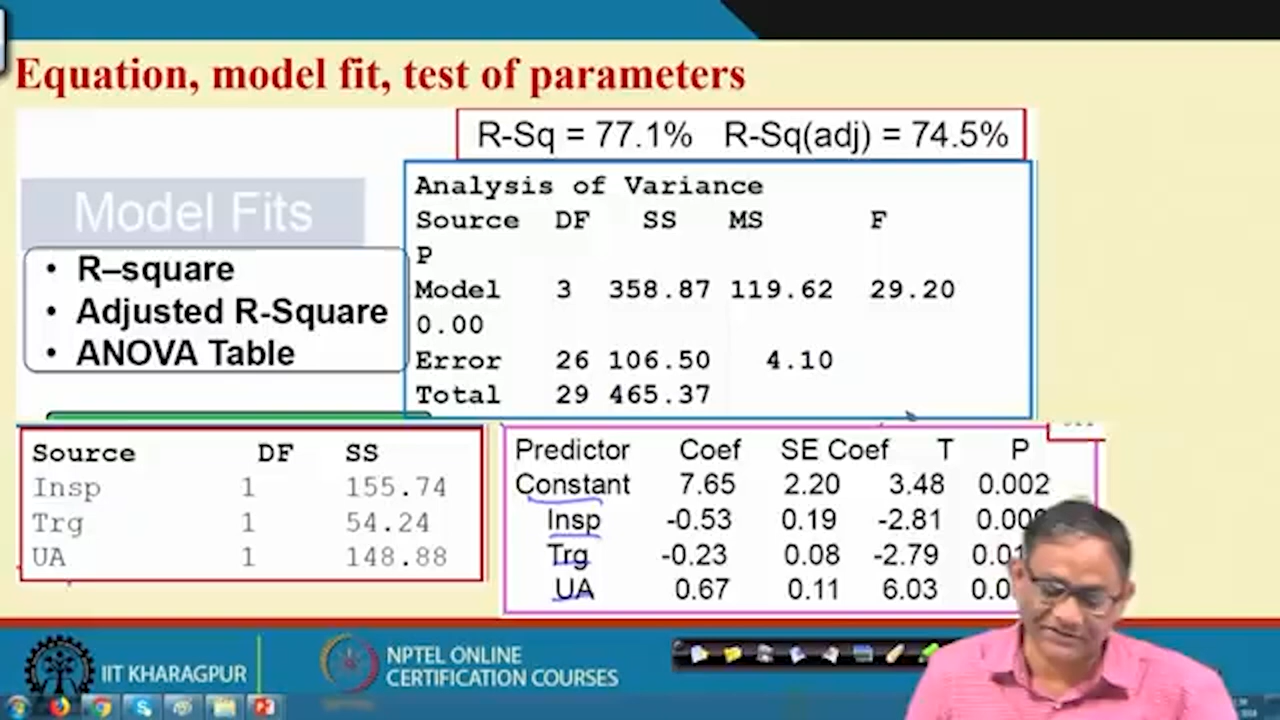 Equation, model fit, test of parameters
R-Sq = 77.1% R-Sq(adj) = 74.5%
Model Fits
• R–square
• Adjusted R-Square
• ANOVA Table
Analysis of Variance
Source DF SS MS F
P
Model 3 358.87 119.62 29.20
0.00
Error 26 106.50 4.10
Total 29 465.37
Source DF SS
Insp 1 155.74
Trg 1 54.24
UA 1 148.88
Predictor Coef SE Coef T P
Constant 7.65 2.20 3.48 0.002
Insp -0.53 0.19 -2.81
Trg -0.23 0.08 -2.79
UA 0.67 0.11 6.03
IIT KHARAGPUR
NPTEL ONLINE
CERTIFICATION COURSES